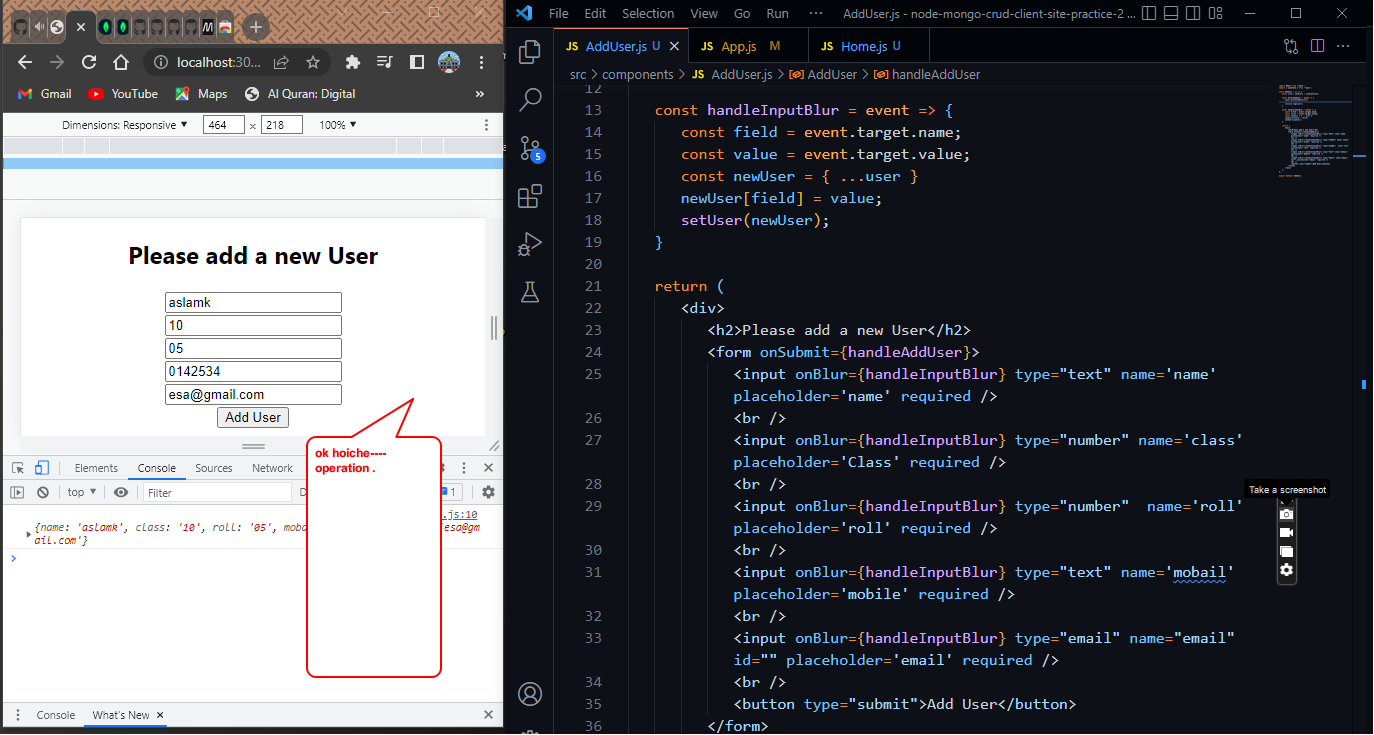 localhost:30...
Gmail
YouTube
Maps
Al Quran: Digital
»
Dimensions: Responsive ▼
464 × 218
100% ▼
Please add a new User
aslamk
10
05
0142534
esa@gmail.com
Add User
ok hoiche----
operation .
Elements
Console
Sources
Network
top ▼
Filter
1
.js:10
{name: 'aslamk', class: '10', roll: '05', moba
esa@gm
ail.com'}
Console
What's New
File Edit Selection View Go Run ···
AddUser.js - node-mongo-crud-client-site-practice-2 ...
JS AddUser.js U
JS App.js M
JS Home.js U
src > components > JS AddUser.js > AddUser > handleAddUser
5
12
13 const handleInputBlur = event => {
14 const field = event.target.name;
15 const value = event.target.value;
16 const newUser = { ...user }
17 newUser[field] = value;
18 setUser(newUser);
19 }
20
21 return (
22 <div>
23 <h2>Please add a new User</h2>
24 <form onSubmit={handleAddUser}>
25 <input onBlur={handleInputBlur} type="text" name='name'
placeholder='name' required />
26 <br />
27 <input onBlur={handleInputBlur} type="number" name='class'
placeholder='Class' required />
28 <br />
29 <input onBlur={handleInputBlur} type="number"  name='roll'
placeholder='roll' required />
30 <br />
31 <input onBlur={handleInputBlur} type="text" name='mobail'
placeholder='mobile' required />
32 <br />
33 <input onBlur={handleInputBlur} type="email" name="email"
id="" placeholder='email' required />
34 <br />
35 <button type="submit">Add User</button>
36 </form>
Take a screenshot